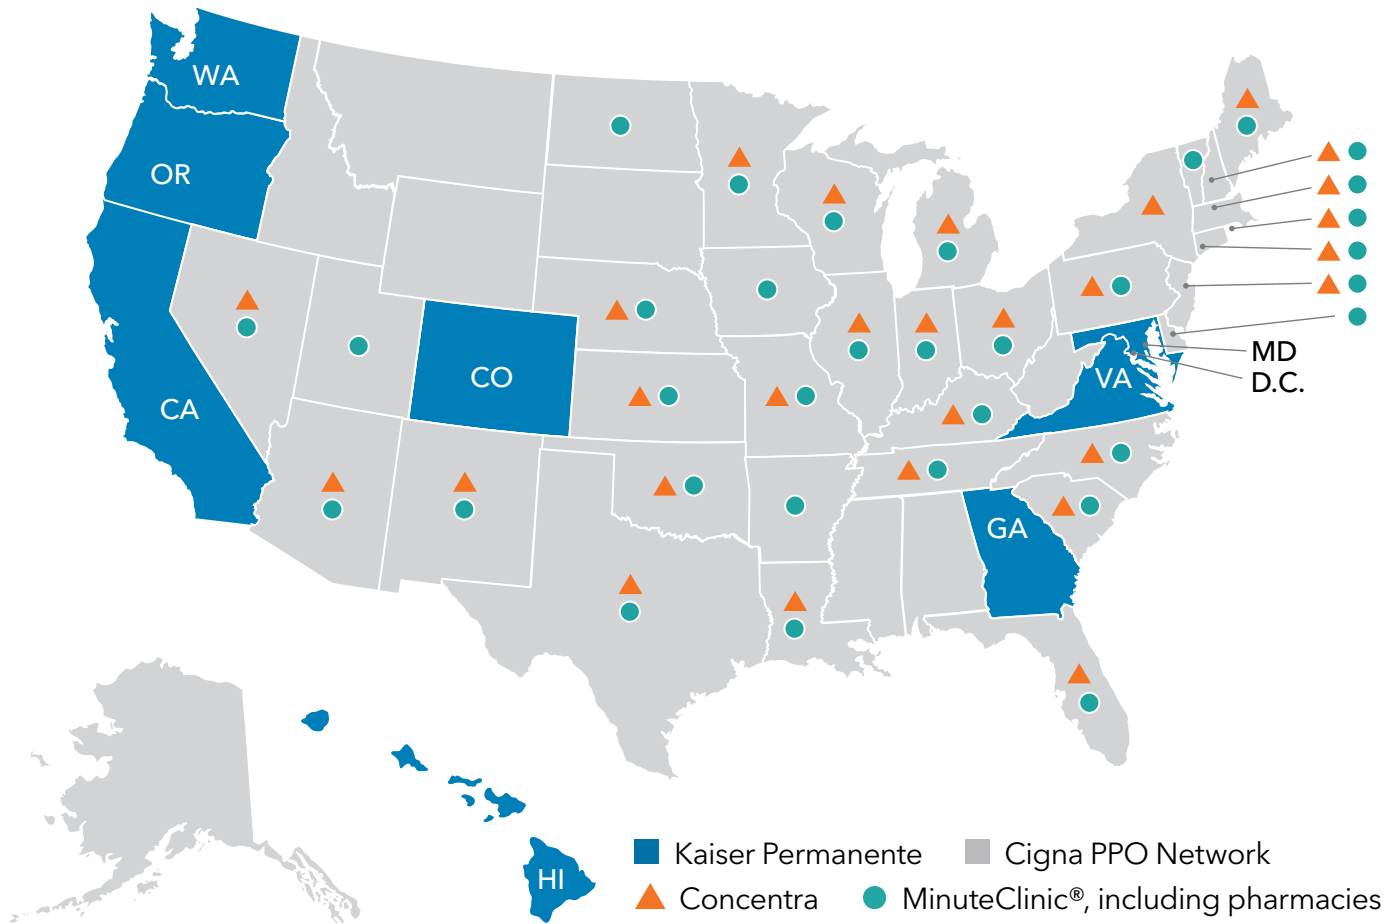 WA
OR
CA
CO
MD
VA
D.C.
GA
HI
Kaiser Permanente
Cigna PPO Network
Concentra
MinuteClinic®, including pharmacies